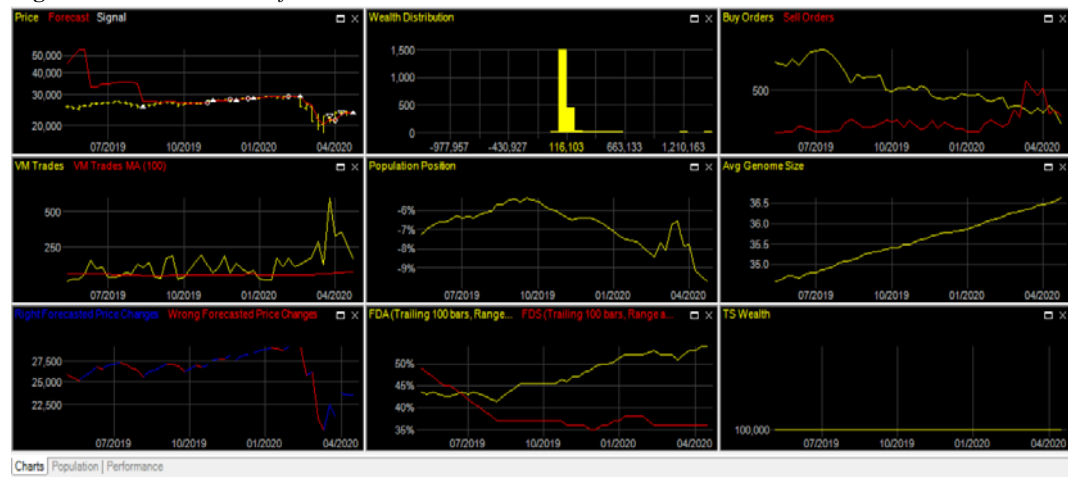 Price Forecast Signal
50,000
40,000
30,000
20,000
07/2019 10/2019 01/2020 04/2020
Wealth Distribution
1,500
1,000
500
0
-977,957 -430,927 116,103 663,133 1,210,163
Buy Orders Sell Orders
500
07/2019 10/2019 01/2020 04/2020
VM Trades VM Trades MA (100)
500
250
07/2019 10/2019 01/2020 04/2020
Population Position
-6%
-7%
-8%
-9%
07/2019 10/2019 01/2020 04/2020
Avg Genome Size
36.5
36.0
35.5
35.0
07/2019 10/2019 01/2020 04/2020
Right Forecasted Price Changes Wrong Forecasted Price Changes
27,500
25,000
22,500
07/2019 10/2019 01/2020 04/2020
FDA (Trailing 100 bars, Range... FDS (Trailing 100 bars, Range a...
50%
45%
40%
35%
07/2019 10/2019 01/2020 04/2020
TS Wealth
100,000
07/2019 10/2019 01/2020 04/2020
Charts Population Performance